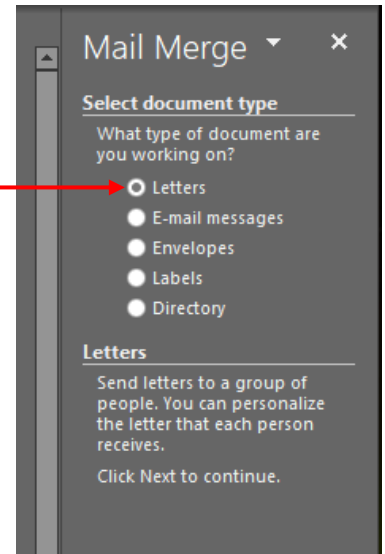 Mail Merge
Select document type
What type of document are
you working on?
Letters
E-mail messages
Envelopes
Labels
Directory
Letters
Send letters to a group of
people. You can personalize
the letter that each person
receives.
Click Next to continue.